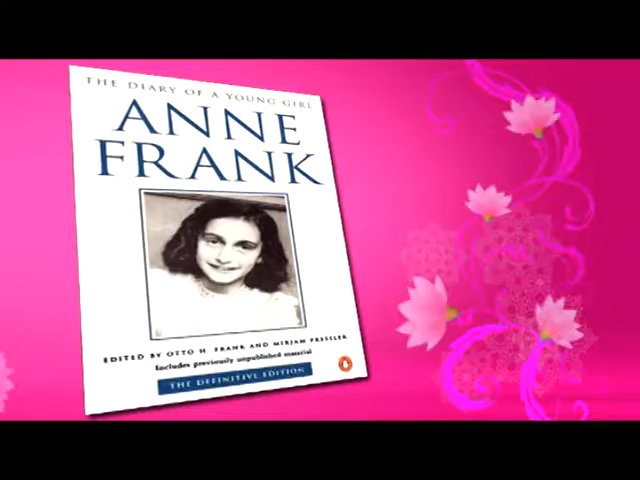 THE DIARY OF A YOUNG GIRL
ANNE
FRANK
EDITED BY OTTO H. FRANK AND MIRJAM PRESSLER
Includes previously unpublished material
THE DEFINITIVE EDITION